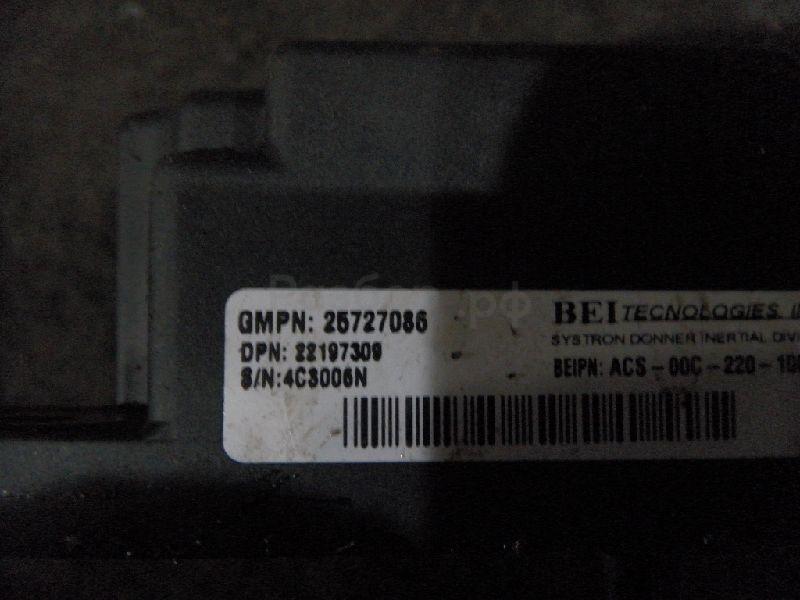 GMPN: 25727086
DPN: 22197309
S/N:4C3006N
BEI TECNOLOGIES
SYSTRON DONNER INERTIAL
BEIPN: ACS - 00C - 220 -